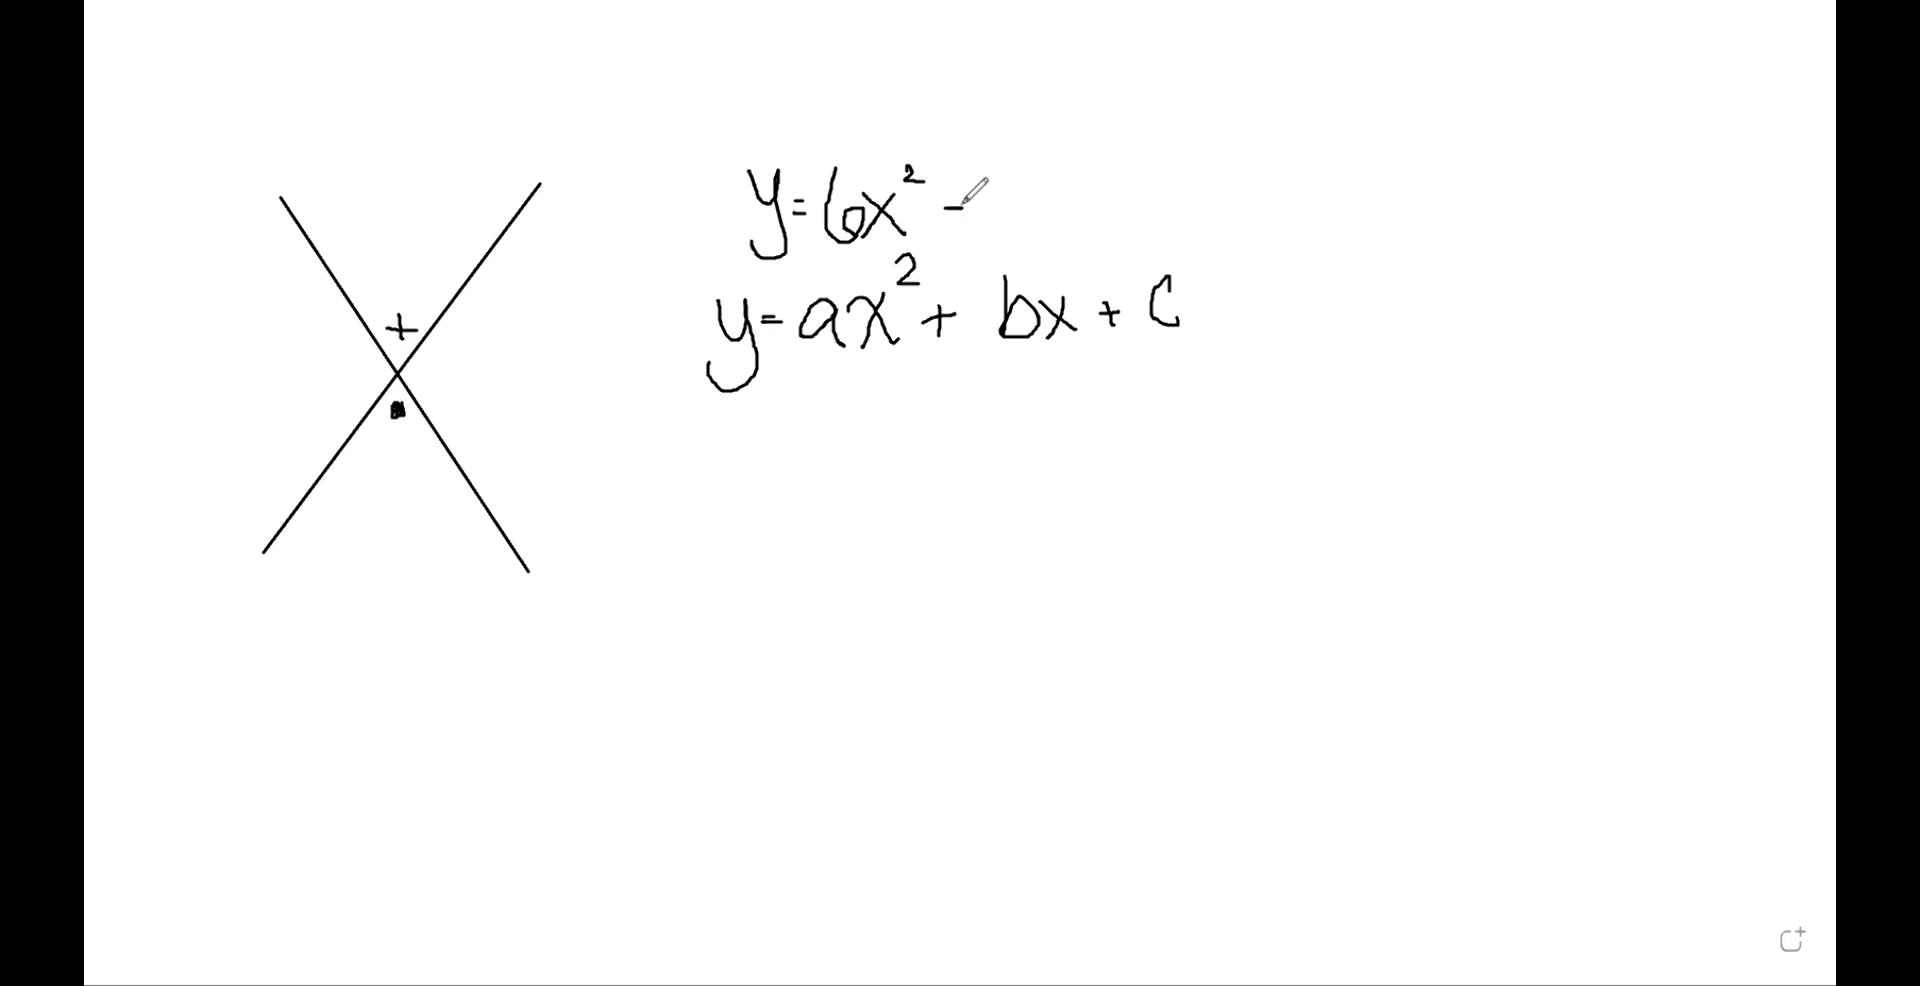 y=6x² -
y=ax² + bx + c
+